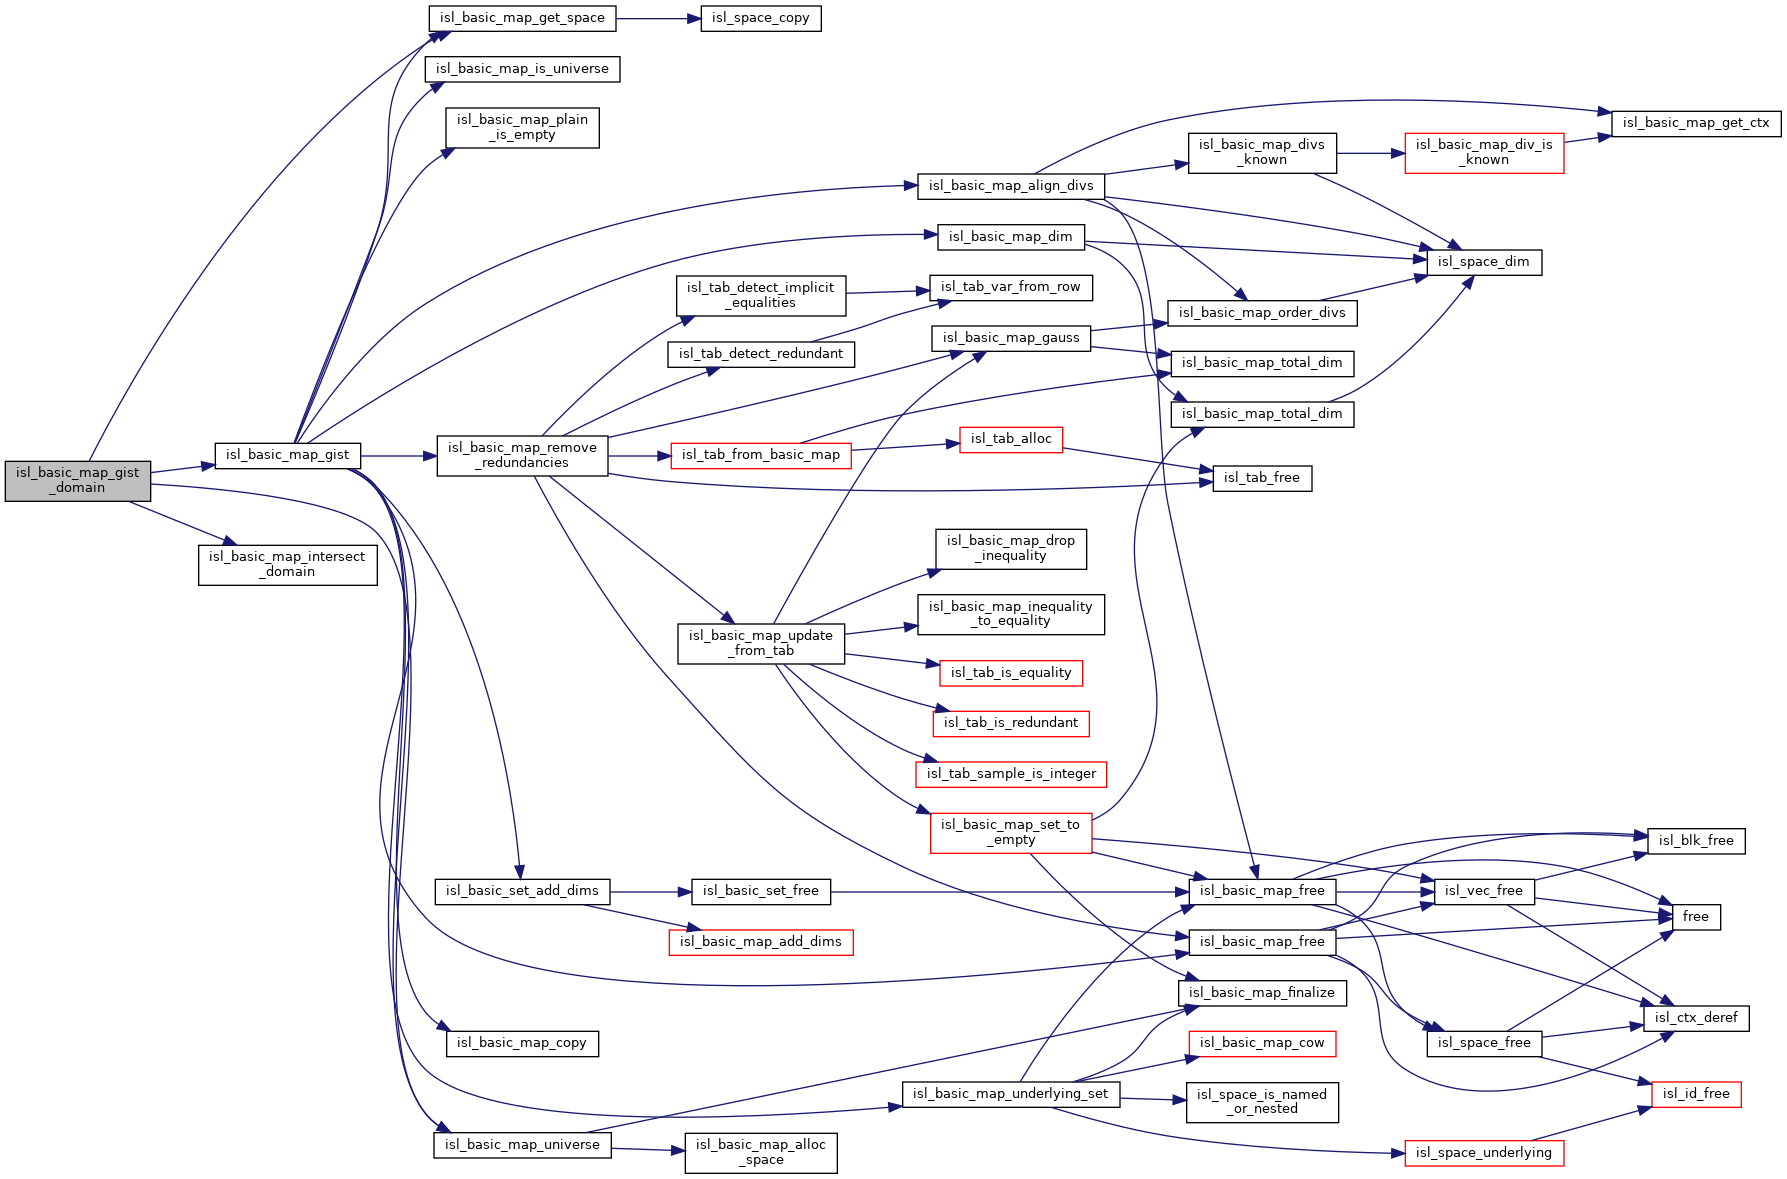 isl_basic_map_gist
_domain
isl_basic_map_get_space
isl_space_copy
isl_basic_map_is_universe
isl_basic_map_plain
_is_empty
isl_basic_map_gist
isl_basic_map_intersect
_domain
isl_basic_map_align_divs
isl_basic_map_divs
_known
isl_basic_map_div_is
_known
isl_basic_map_get_ctx
isl_basic_map_dim
isl_space_dim
isl_tab_detect_implicit
_equalities
isl_tab_var_from_row
isl_basic_map_order_divs
isl_tab_detect_redundant
isl_basic_map_gauss
isl_basic_map_total_dim
isl_basic_map_total_dim
isl_basic_map_remove
_redundancies
isl_tab_from_basic_map
isl_tab_alloc
isl_tab_free
isl_basic_map_drop
_inequality
isl_basic_map_inequality
_to_equality
isl_basic_map_update
_from_tab
isl_tab_is_equality
isl_tab_is_redundant
isl_tab_sample_is_integer
isl_basic_map_set_to
_empty
isl_blk_free
isl_basic_set_add_dims
isl_basic_set_free
isl_basic_map_free
isl_vec_free
free
isl_basic_map_add_dims
isl_basic_map_free
isl_basic_map_finalize
isl_ctx_deref
isl_basic_map_copy
isl_basic_map_cow
isl_space_free
isl_basic_map_underlying_set
isl_space_is_named
_or_nested
isl_id_free
isl_basic_map_universe
isl_basic_map_alloc
_space
isl_space_underlying